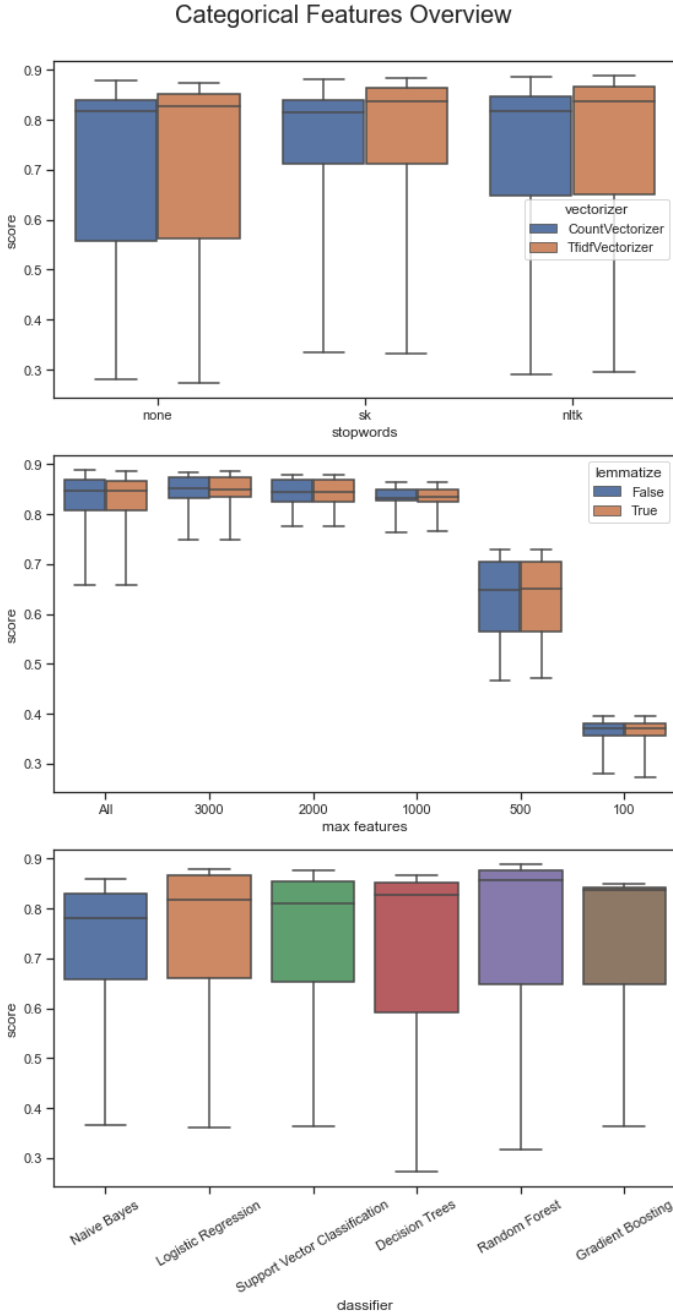 Categorical Features Overview
0.9
0.8
0.7
0.6
0.5
0.4
0.3
score
vectorizer
CountVectorizer
TfidfVectorizer
none
sk
nltk
stopwords
0.9
0.8
0.7
0.6
0.5
0.4
0.3
score
lemmatize
False
True
All
3000
2000
1000
500
100
max features
0.9
0.8
0.7
0.6
0.5
0.4
0.3
score
Naive Bayes
Logistic Regression
Support Vector Classification
Decision Trees
Random Forest
Gradient Boosting
classifier